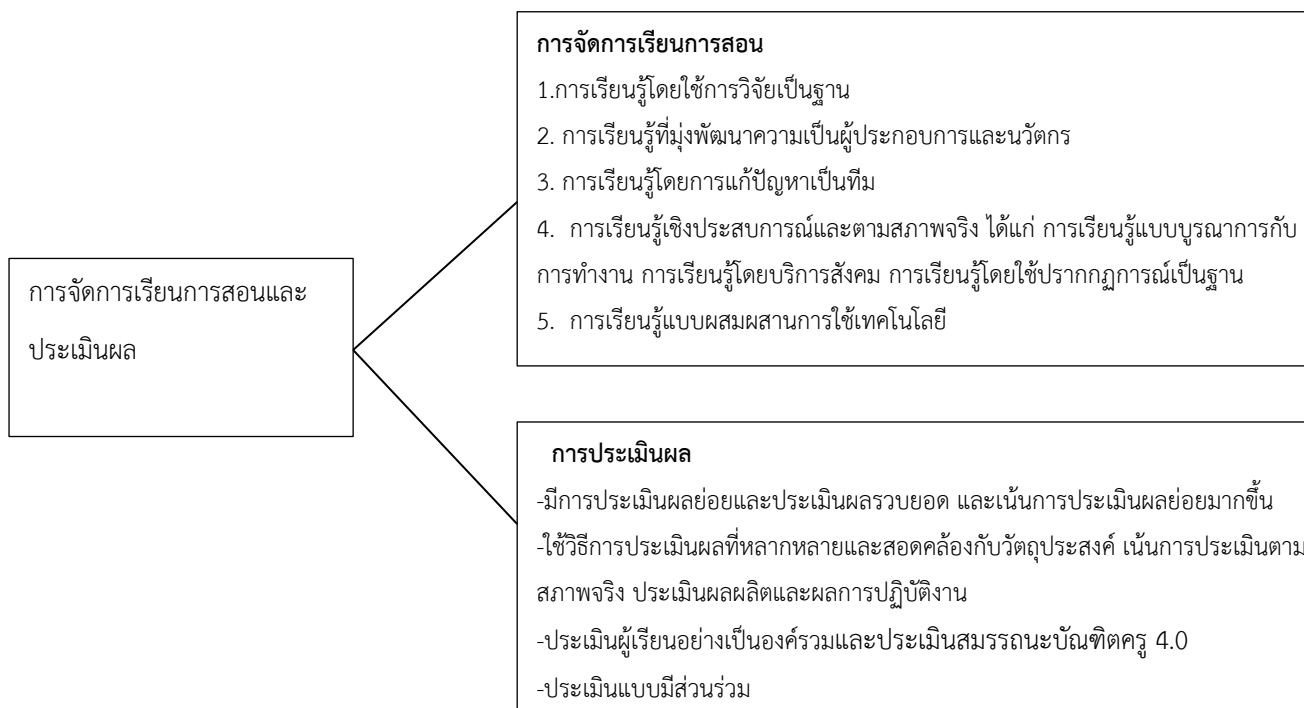 การจัดการเรียนการสอนและ
ประเมินผล
การจัดการเรียนการสอน
1.การเรียนรู้โดยใช้การวิจัยเป็นฐาน
2. การเรียนรู้ที่มุ่งพัฒนาความเป็นผู้ประกอบการและนวัตกร
3. การเรียนรู้โดยการแก้ปัญหาเป็นทีม
4. การเรียนรู้เชิงประสบการณ์และตามสภาพจริง ได้แก่ การเรียนรู้แบบบูรณาการกับ
การทำงาน การเรียนรู้โดยบริการสังคม การเรียนรู้โดยใช้ปรากกฏการณ์เป็นฐาน
5. การเรียนรู้แบบผสมผสานการใช้เทคโนโลยี
การประเมินผล
-มีการประเมินผลย่อยและประเมินผลรวบยอด และเน้นการประเมินผลย่อยมากขึ้น
-ใช้วิธีการประเมินผลที่หลากหลายและสอดคล้องกับวัตถุประสงค์ เน้นการประเมินตาม
สภาพจริง ประเมินผลผลิตและผลการปฏิบัติงาน
-ประเมินผู้เรียนอย่างเป็นองค์รวมและประเมินสมรรถนะบัณฑิตครู 4.0
-ประเมินแบบมีส่วนร่วม